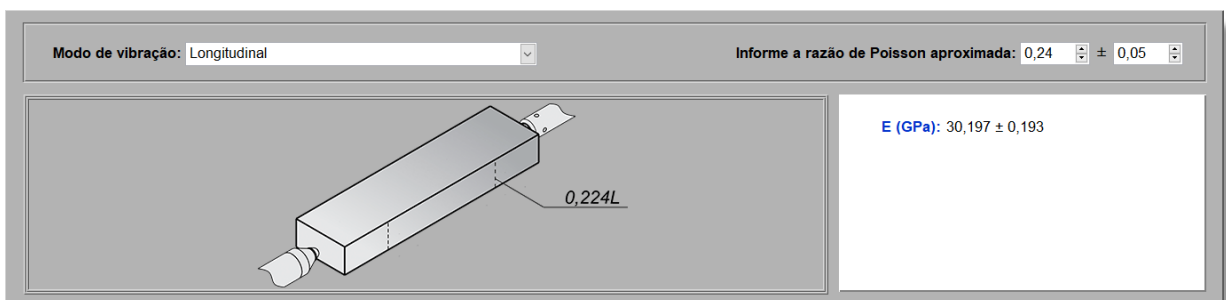 Modo de vibração: Longitudinal
Informe a razão de Poisson aproximada: 0,24 ± 0,05
0,224L
E (GPa): 30,197 ± 0,193